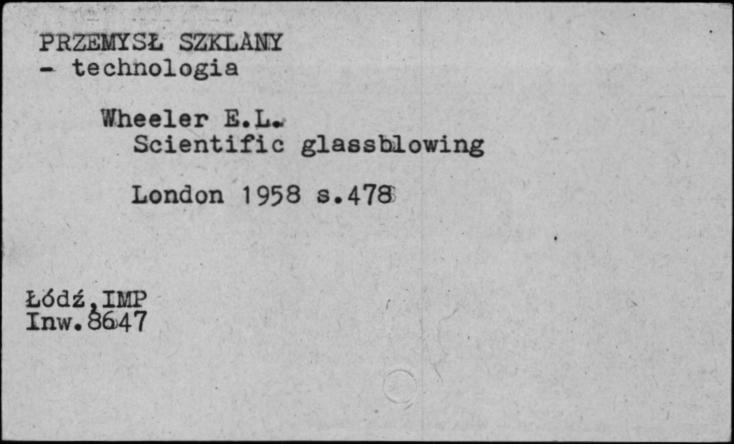 PRZEMYSŁ SZKLANY
- technologia
Wheeler E.L.
Scientific glassblowing
London 1958 s.478
Łódź,IMP
Inw.8647